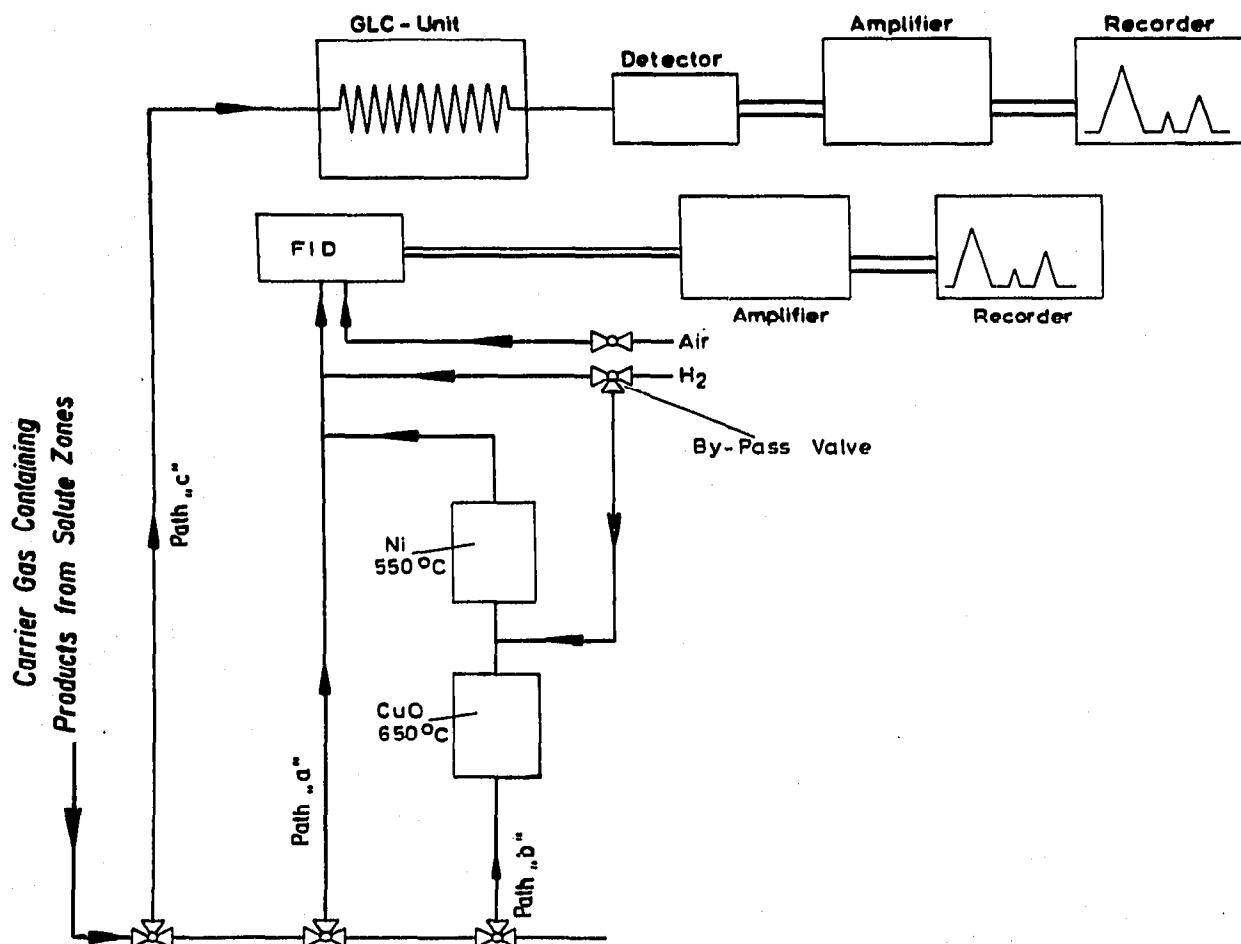 GLC-Unit
Amplifier
Recorder
Detector
FID
Amplifier
Recorder
Air
H2
By-Pass Valve
Carrier Gas Containing
Products from Solute Zones
Path „c"
Ni
550°C
CuO
650°C
Path „a"
Path „b"